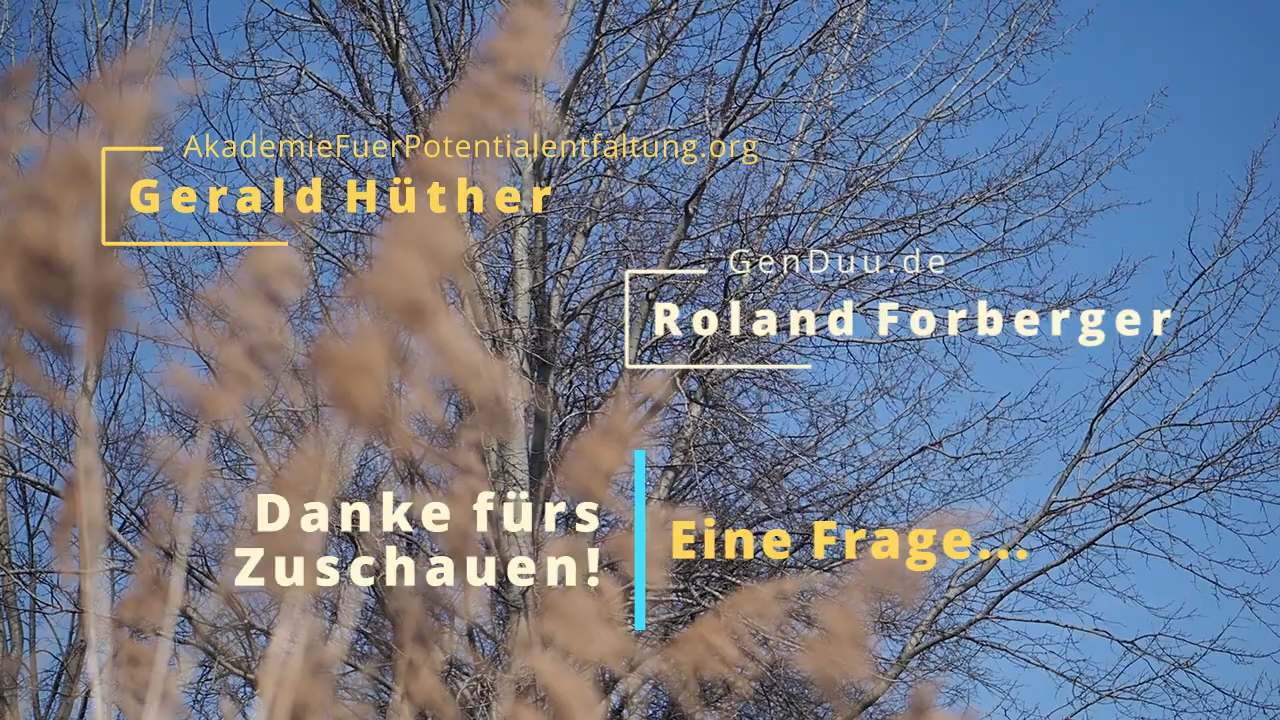 AkademieFuerPotentialentfaltung.org
Gerald Hüther
GenDuu.de
Roland Forberger
Danke fürs
Zuschauen!
Eine Frage...